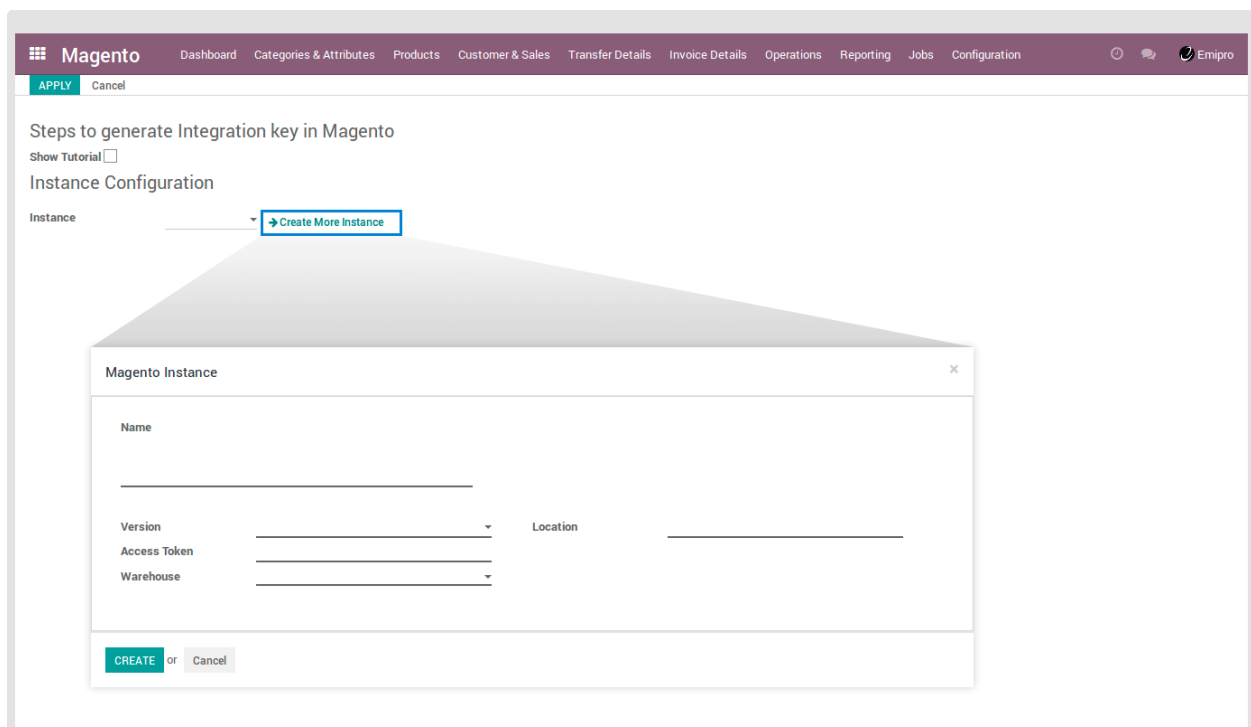 Magento Dashboard Categories & Attributes Products Customer & Sales Transfer Details Invoice Details Operations Reporting Jobs Configuration Emipro
APPLY Cancel
Steps to generate Integration key in Magento
Show Tutorial
Instance Configuration
Instance Create More Instance
Magento Instance ×
Name
Version Location
Access Token
Warehouse
CREATE or Cancel